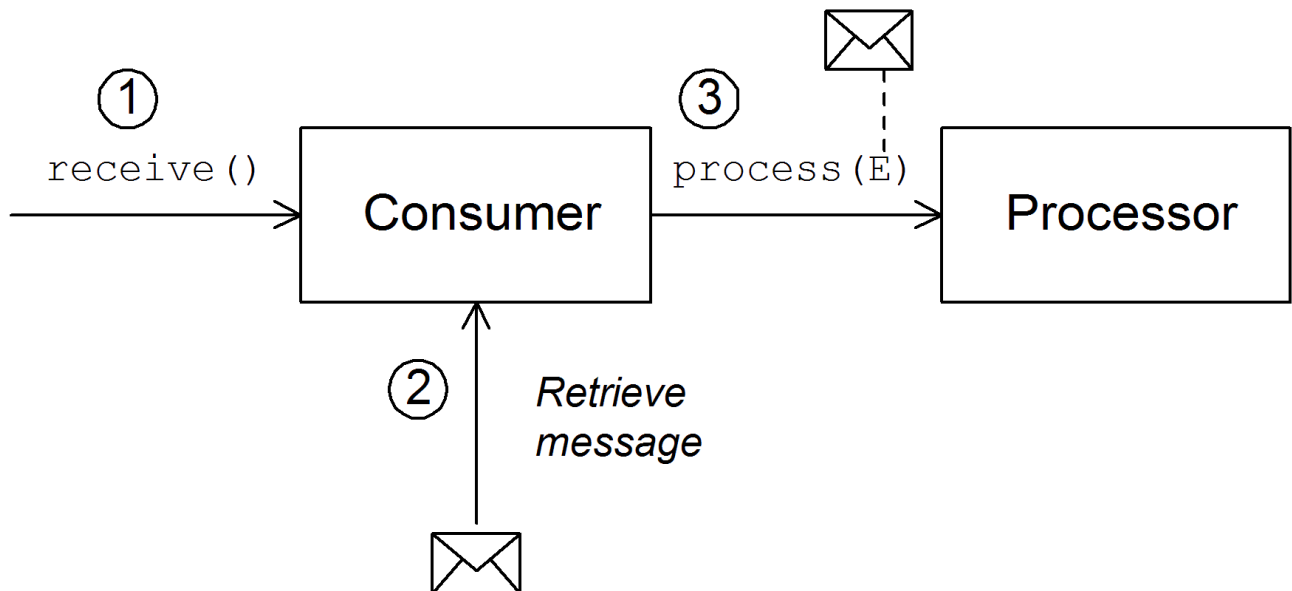 1
3
receive()
process(E)
Consumer
Processor
2
Retrieve
message